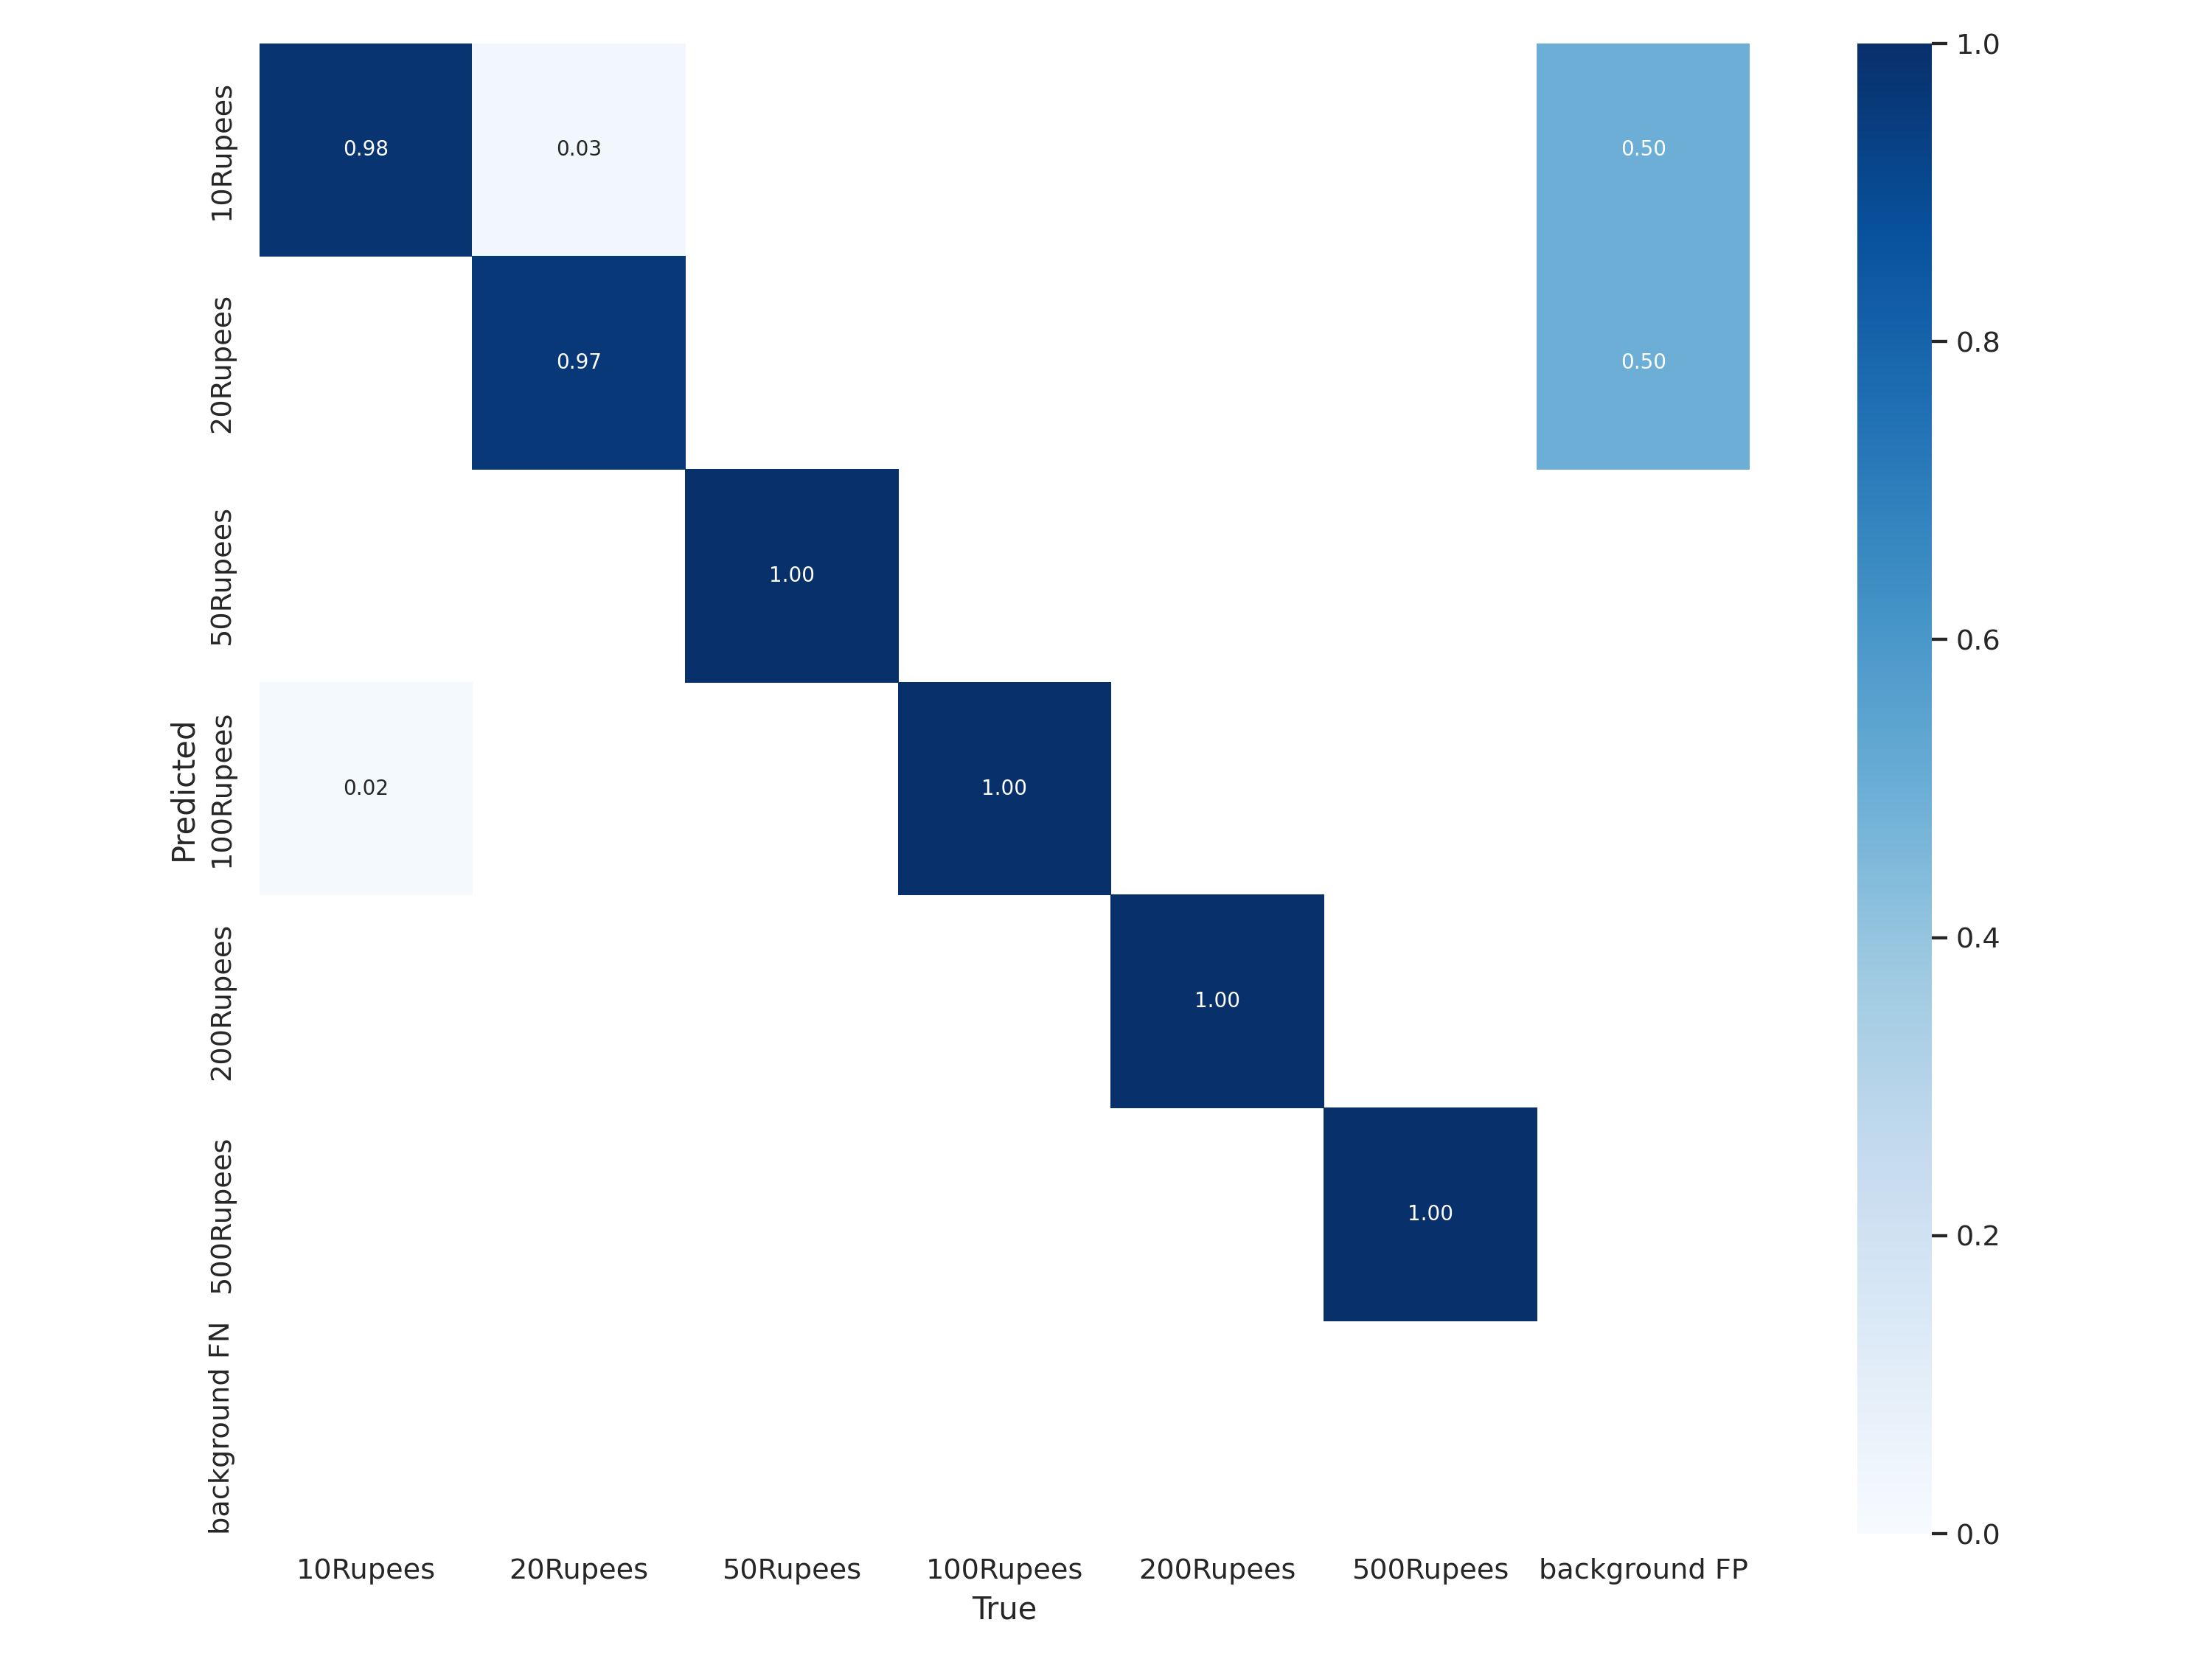 Predicted
10Rupees
20Rupees
50Rupees
100Rupees
200Rupees
500Rupees
background FN
0.98 0.03 0.50
0.97 0.50
1.00
0.02 1.00
1.00
1.00
10Rupees 20Rupees 50Rupees 100Rupees 200Rupees 500Rupees background FP
True
1.0
0.8
0.6
0.4
0.2
0.0